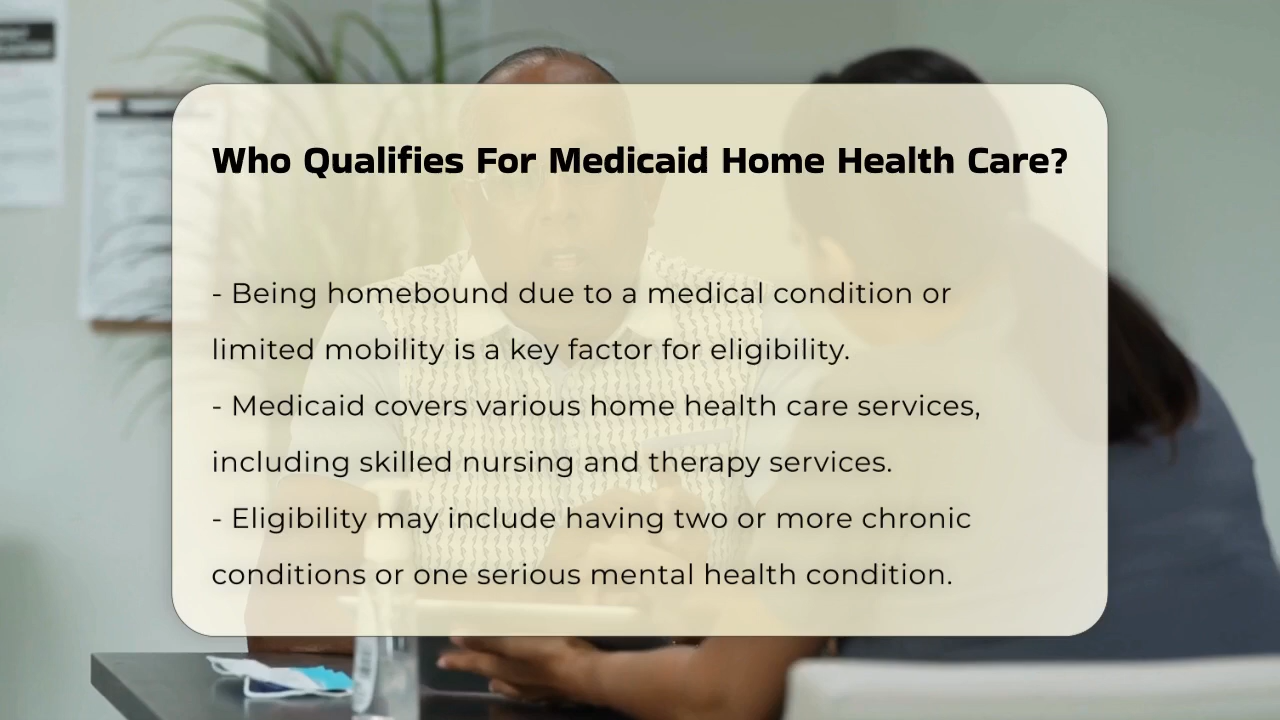 Who Qualifies For Medicaid Home Health Care?
- Being homebound due to a medical condition or
limited mobility is a key factor for eligibility.
- Medicaid covers various home health care services,
including skilled nursing and therapy services.
- Eligibility may include having two or more chronic
conditions or one serious mental health condition.